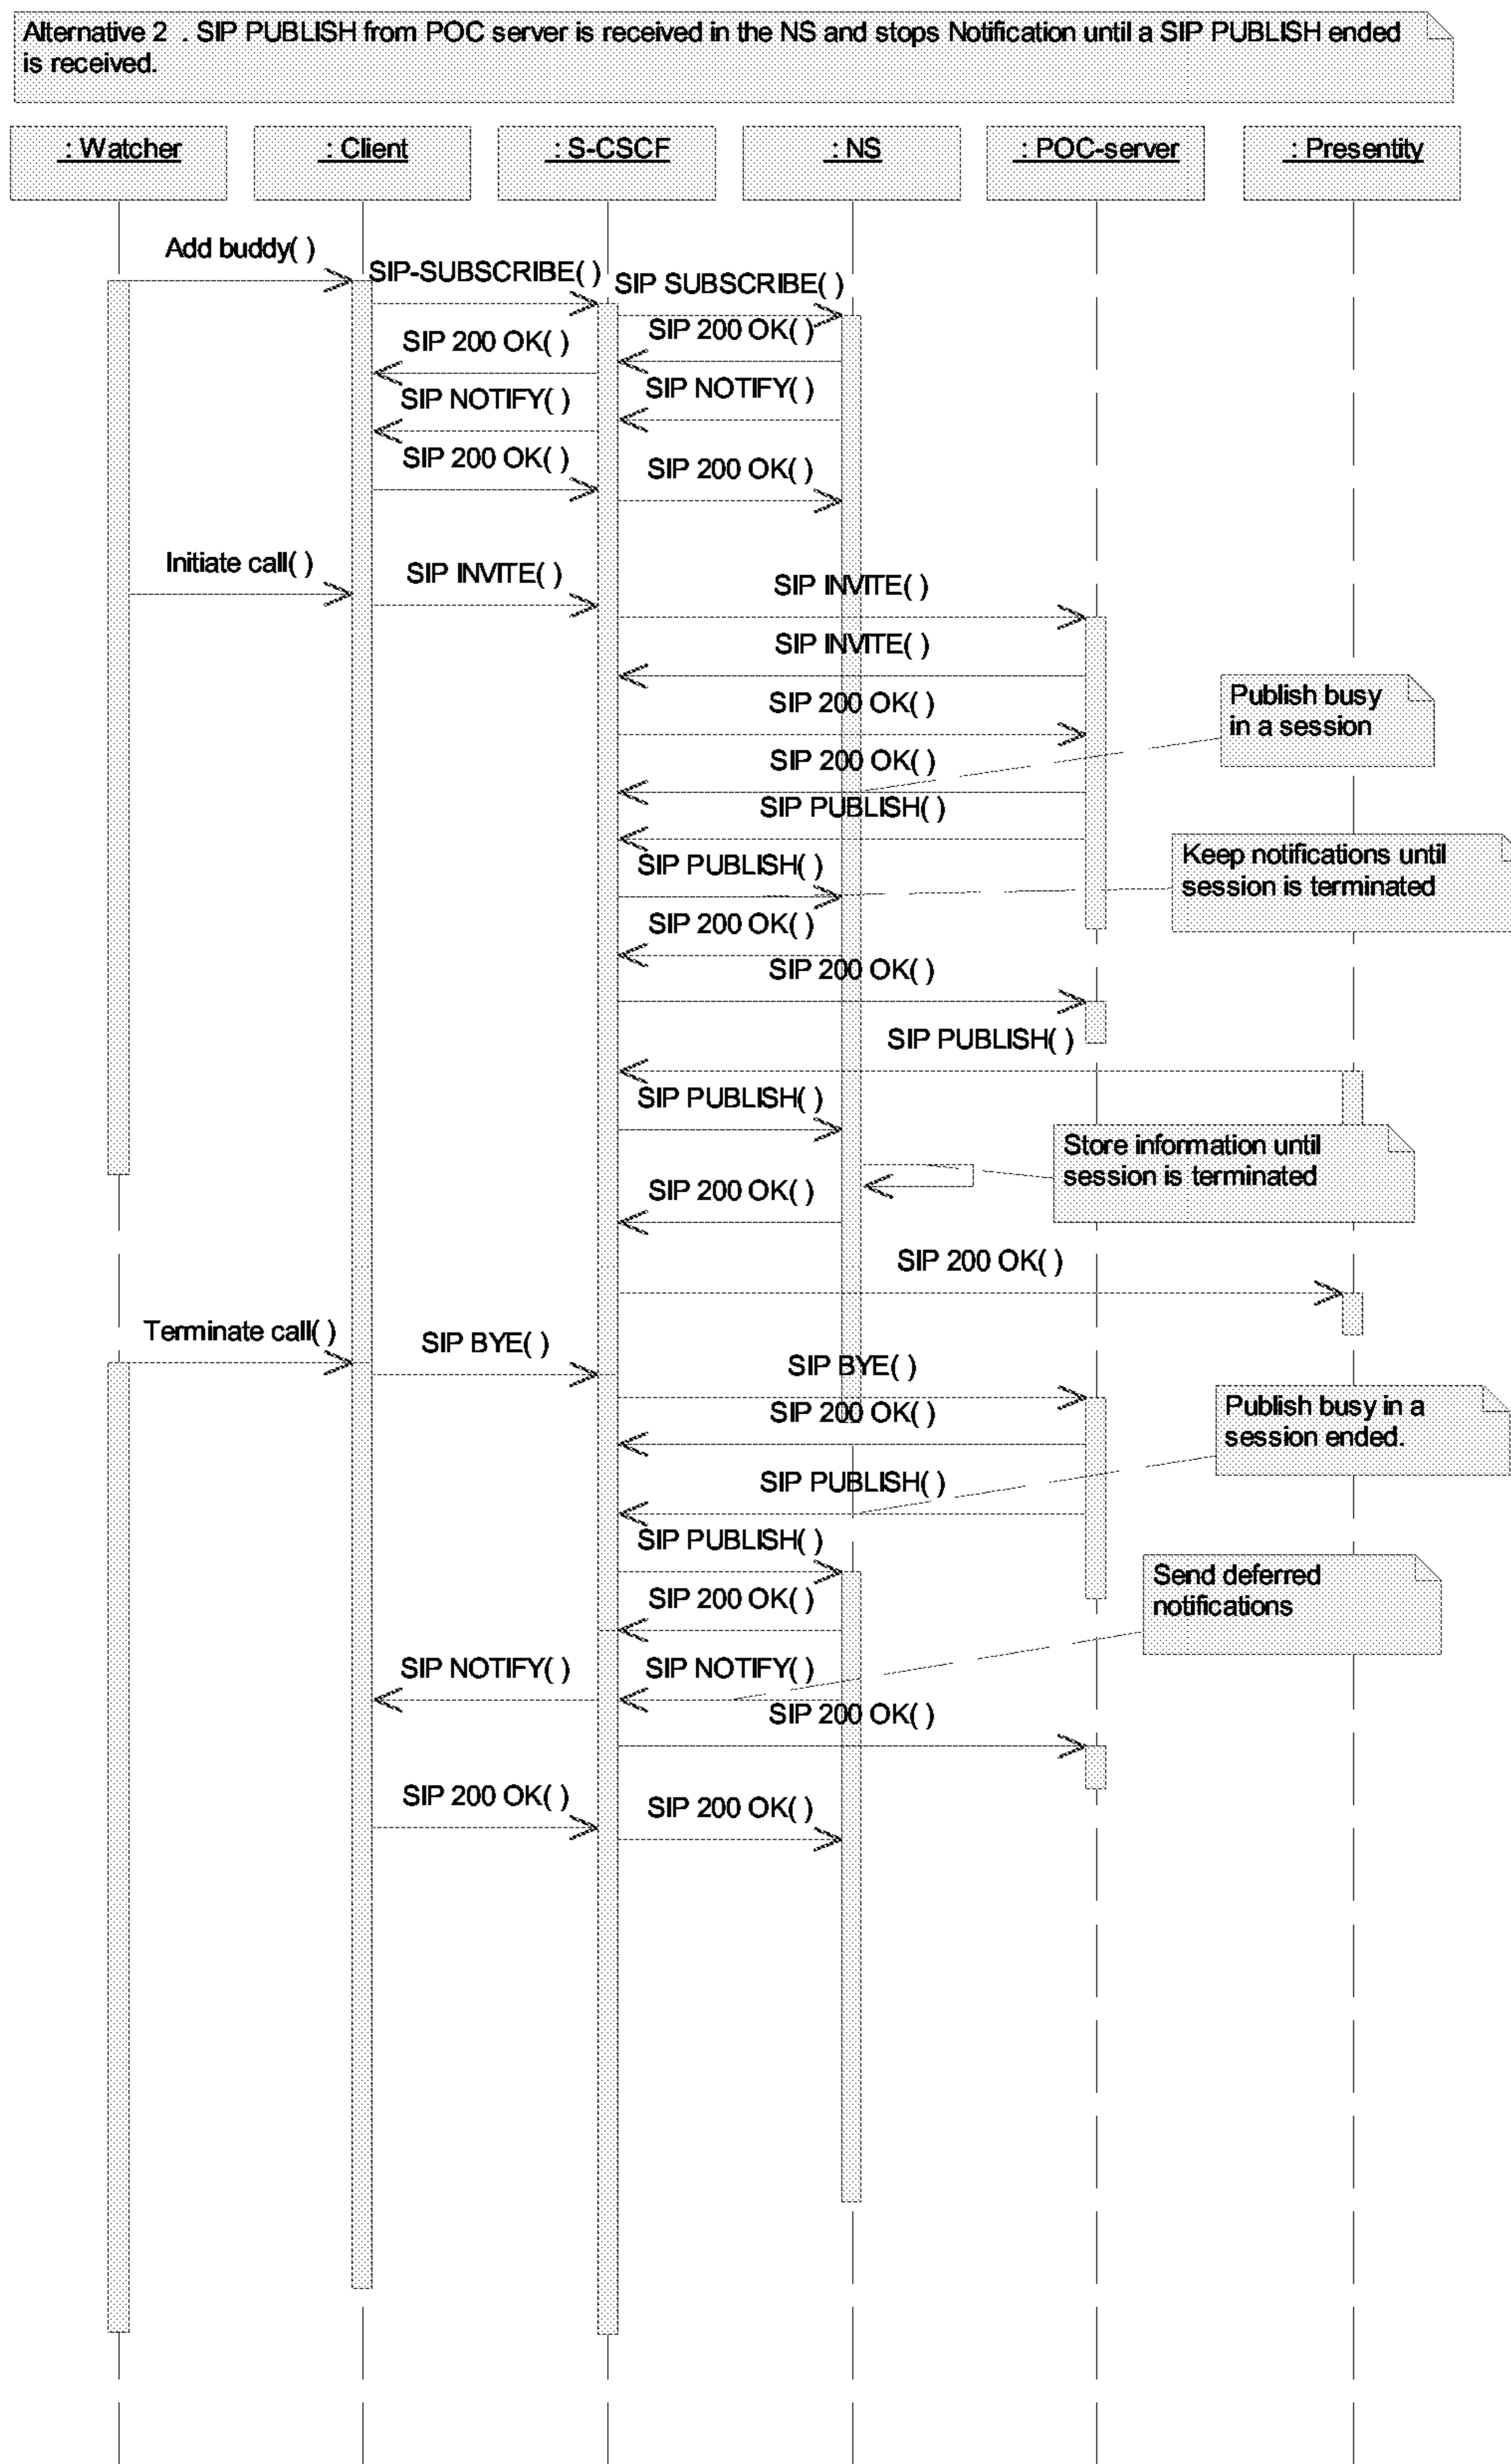 Alternative 2 . SIP PUBLISH from POC server is received in the NS and stops Notification until a SIP PUBLISH ended
is received.
: Watcher
: Client
: S-CSCF
: NS
: POC-server
: Presentity
Add buddy( )
SIP-SUBSCRIBE( )
SIP SUBSCRIBE( )
SIP 200 OK( )
SIP 200 OK( )
SIP NOTIFY( )
SIP NOTIFY( )
SIP 200 OK( )
SIP 200 OK( )
Initiate call( )
SIP INVITE( )
SIP INVITE( )
SIP INVITE( )
SIP 200 OK( )
Publish busy
in a session
SIP 200 OK( )
SIP PUBLISH( )
SIP PUBLISH( )
Keep notifications until
session is terminated
SIP 200 OK( )
SIP 200 OK( )
SIP PUBLISH( )
SIP PUBLISH( )
Store information until
session is terminated
SIP 200 OK( )
SIP 200 OK( )
Terminate call( )
SIP BYE( )
SIP BYE( )
SIP 200 OK( )
Publish busy in a
session ended.
SIP PUBLISH( )
SIP PUBLISH( )
Send deferred
notifications
SIP 200 OK( )
SIP NOTIFY( )
SIP NOTIFY( )
SIP 200 OK( )
SIP 200 OK( )
SIP 200 OK( )